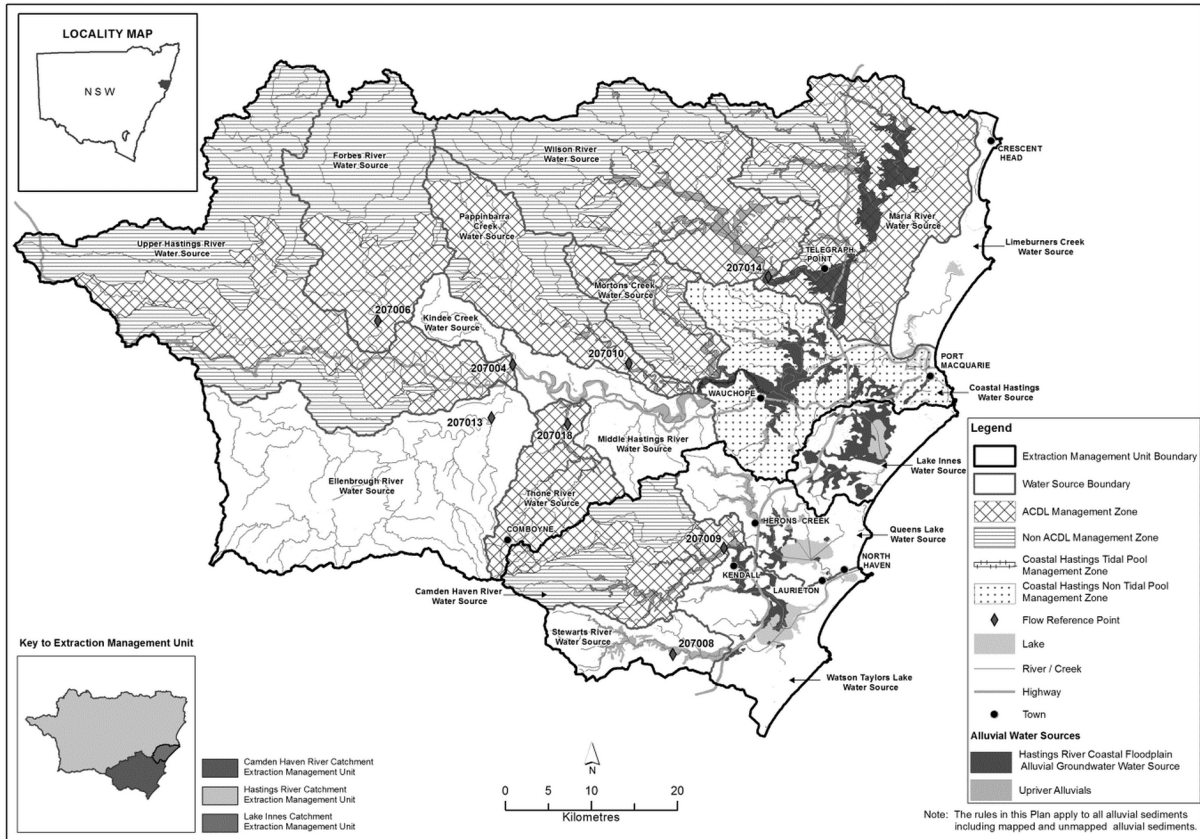 LOCALITY MAP
N S W
Forbes River
Water Source
Wilson River
Water Source
CRESCENT
HEAD
Pappinbarra
Creek
Water Source
Maria River
Water Source
Upper Hastings River
Water Source
Limeburners Creek
Water Source
TELEGRAPH
POINT
207014
Mortons Creek
Water Source
207006
Kindee Creek
Water Source
207010
207004
PORT
MACQUARIE
WAUCHOPE
Coastal Hastings
Water Source
207013
207018
Middle Hastings River
Water Source
Lake Innes
Water Source
Ellenbrough River
Water Source
Thone River
Water Source
HERONS CREEK
Queens Lake
Water Source
COMBOYNE
207009
NORTH
HAVEN
KENDALL
LAURIETON
Camden Haven River
Water Source
Stewarts River
Water Source
207008
Watson Taylors Lake
Water Source
Legend
Extraction Management Unit Boundary
Water Source Boundary
ACDL Management Zone
Non ACDL Management Zone
Coastal Hastings Tidal Pool
Management Zone
Coastal Hastings Non Tidal Pool
Management Zone
Flow Reference Point
Lake
River / Creek
Highway
Town
Alluvial Water Sources
Hastings River Coastal Floodplain
Alluvial Groundwater Water Source
Upriver Alluvials
Key to Extraction Management Unit
Camden Haven River Catchment
Extraction Management Unit
Hastings River Catchment
Extraction Management Unit
Lake Innes Catchment
Extraction Management Unit
N
0 5 10 20
Kilometres
Note: The rules in this Plan apply to all alluvial sediments
including mapped and unmapped alluvial sediments.